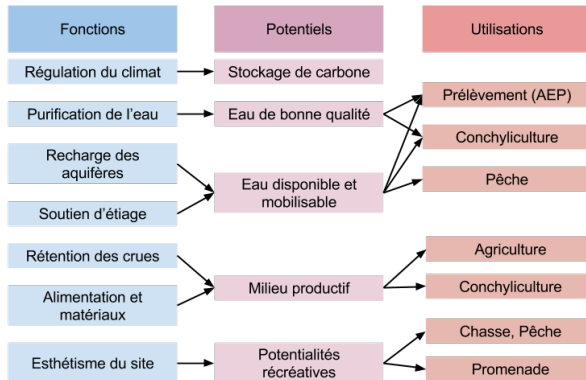 Fonctions
Potentiels
Utilisations
Régulation du climat
Stockage de carbone
Purification de l'eau
Eau de bonne qualité
Prélèvement (AEP)
Conchyliculture
Recharge des
aquifères
Soutien d'étiage
Eau disponible et
mobilisable
Pêche
Rétention des crues
Alimentation et
matériaux
Milieu productif
Agriculture
Conchyliculture
Esthétisme du site
Potentialités
récréatives
Chasse, Pêche
Promenade